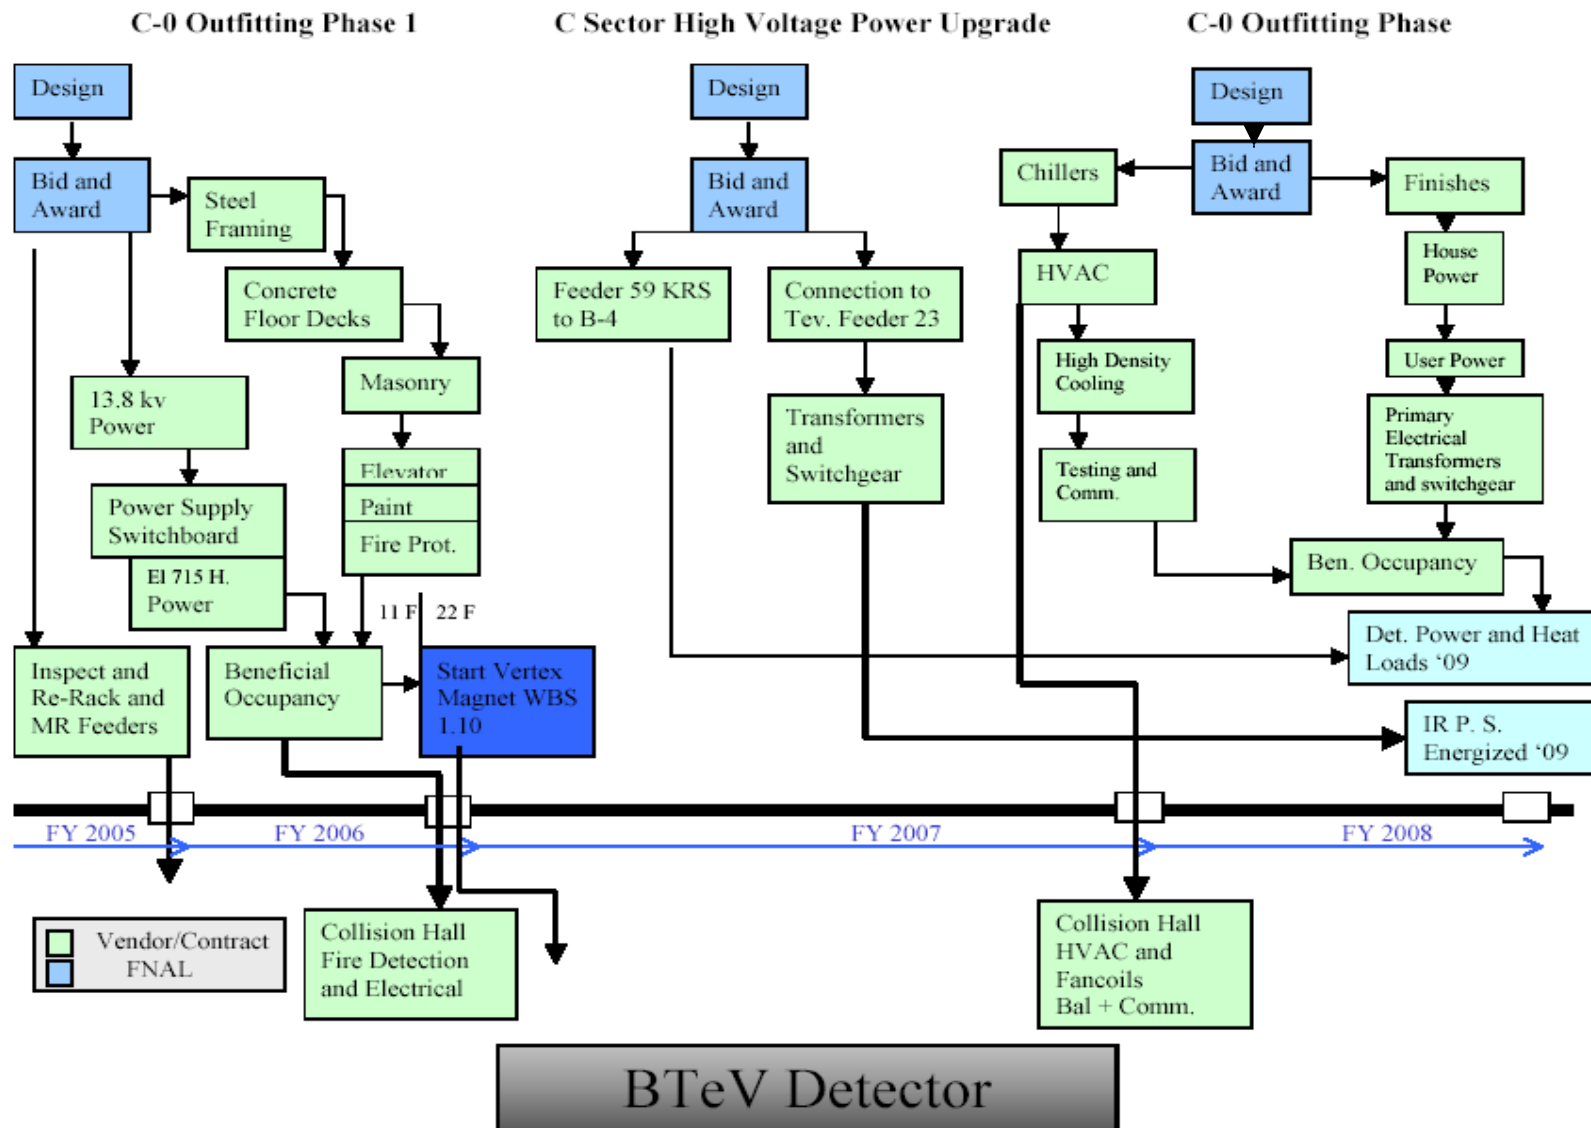 C-0 Outfitting Phase 1
C Sector High Voltage Power Upgrade
C-0 Outfitting Phase
Design
Bid and
Award
Steel
Framing
Concrete
Floor Decks
Masonry
13.8 kv
Power
Elevator
Paint
Fire Prot.
Power Supply
Switchboard
El 715 H.
Power
11 F
22 F
Inspect and
Re-Rack and
MR Feeders
Beneficial
Occupancy
Start Vertex
Magnet WBS
1.10
Design
Bid and
Award
Feeder 59 KRS
to B-4
Connection to
Tev. Feeder 23
Transformers
and
Switchgear
Design
Bid and
Award
Chillers
Finishes
HVAC
House
Power
High Density
Cooling
User Power
Testing and
Comm.
Primary
Electrical
Transformers
and switchgear
Ben. Occupancy
Det. Power and Heat
Loads ‘09
IR P. S.
Energized ‘09
FY 2005
FY 2006
FY 2007
FY 2008
Vendor/Contract
FNAL
Collision Hall
Fire Detection
and Electrical
Collision Hall
HVAC and
Fancoils
Bal + Comm.
BTeV Detector